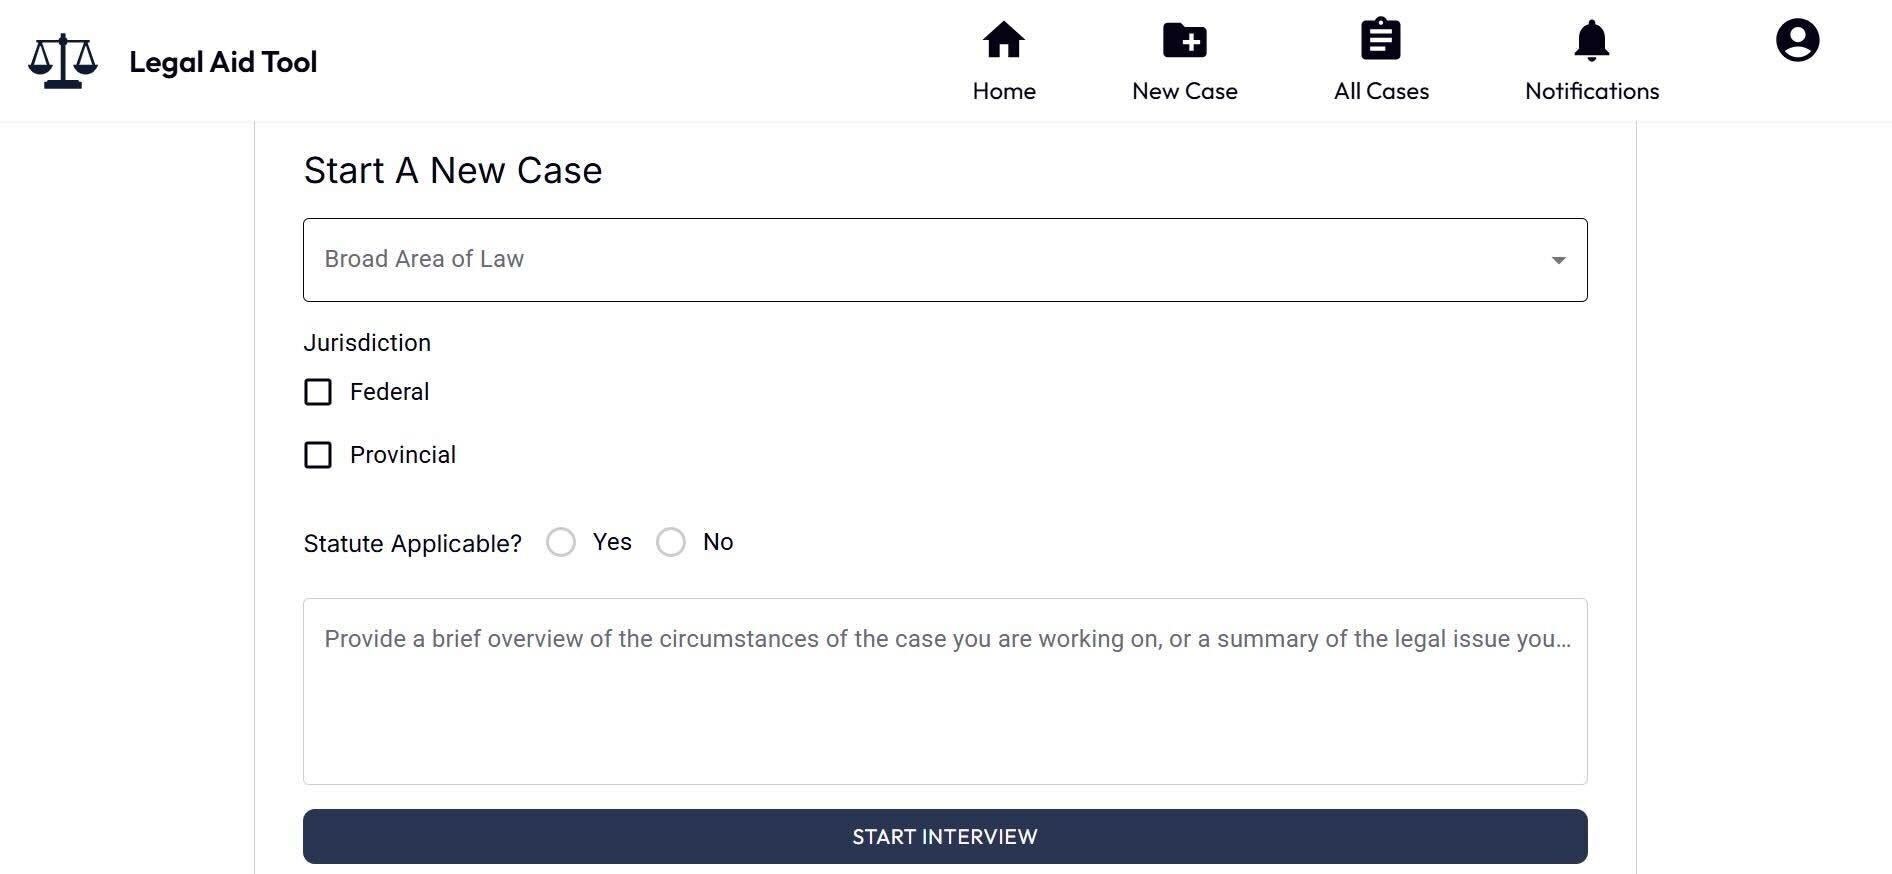 Legal Aid Tool
Home
New Case
All Cases
Notifications
Start A New Case
Broad Area of Law
Jurisdiction
Federal
Provincial
Statute Applicable? Yes No
Provide a brief overview of the circumstances of the case you are working on, or a summary of the legal issue you...
START INTERVIEW